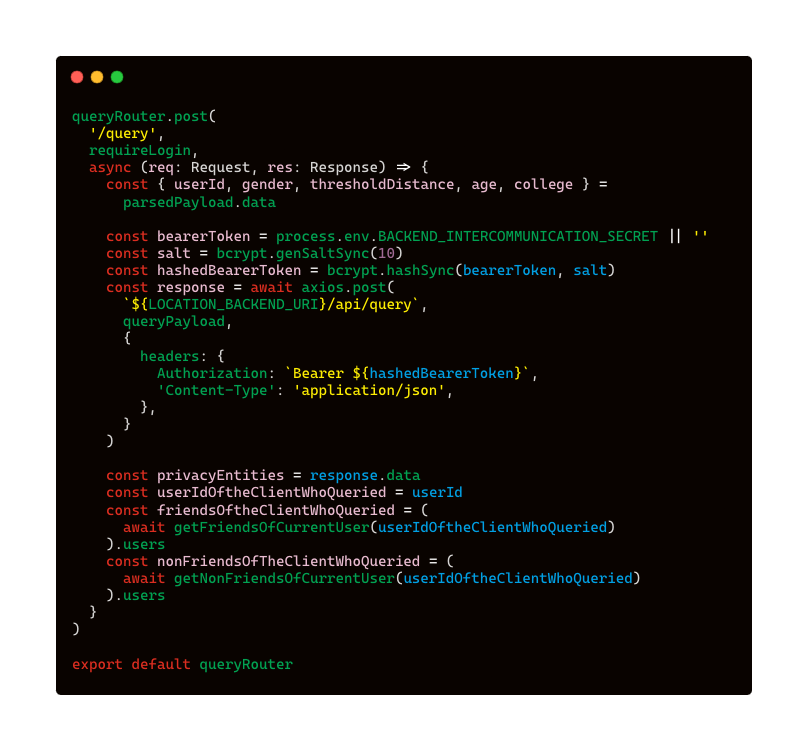 queryRouter.post(
  '/query',
  requireLogin,
  async (req: Request, res: Response) => {
    const { userId, gender, thresholdDistance, age, college } =
      parsedPayload.data

    const bearerToken = process.env.BACKEND_INTERCOMMUNICATION_SECRET || ''
    const salt = bcrypt.genSaltSync(10)
    const hashedBearerToken = bcrypt.hashSync(bearerToken, salt)
    const response = await axios.post(
      `${LOCATION_BACKEND_URI}/api/query`,
      queryPayload,
      {
        headers: {
          Authorization: `Bearer ${hashedBearerToken}`,
          'Content-Type': 'application/json',
        },
      }
    )

    const privacyEntities = response.data
    const userIdOftheClientWhoQueried = userId
    const friendsOftheClientWhoQueried = (
      await getFriendsOfCurrentUser(userIdOftheClientWhoQueried)
    ).users
    const nonFriendsOfTheClientWhoQueried = (
      await getNonFriendsOfCurrentUser(userIdOftheClientWhoQueried)
    ).users
  }
)

export default queryRouter